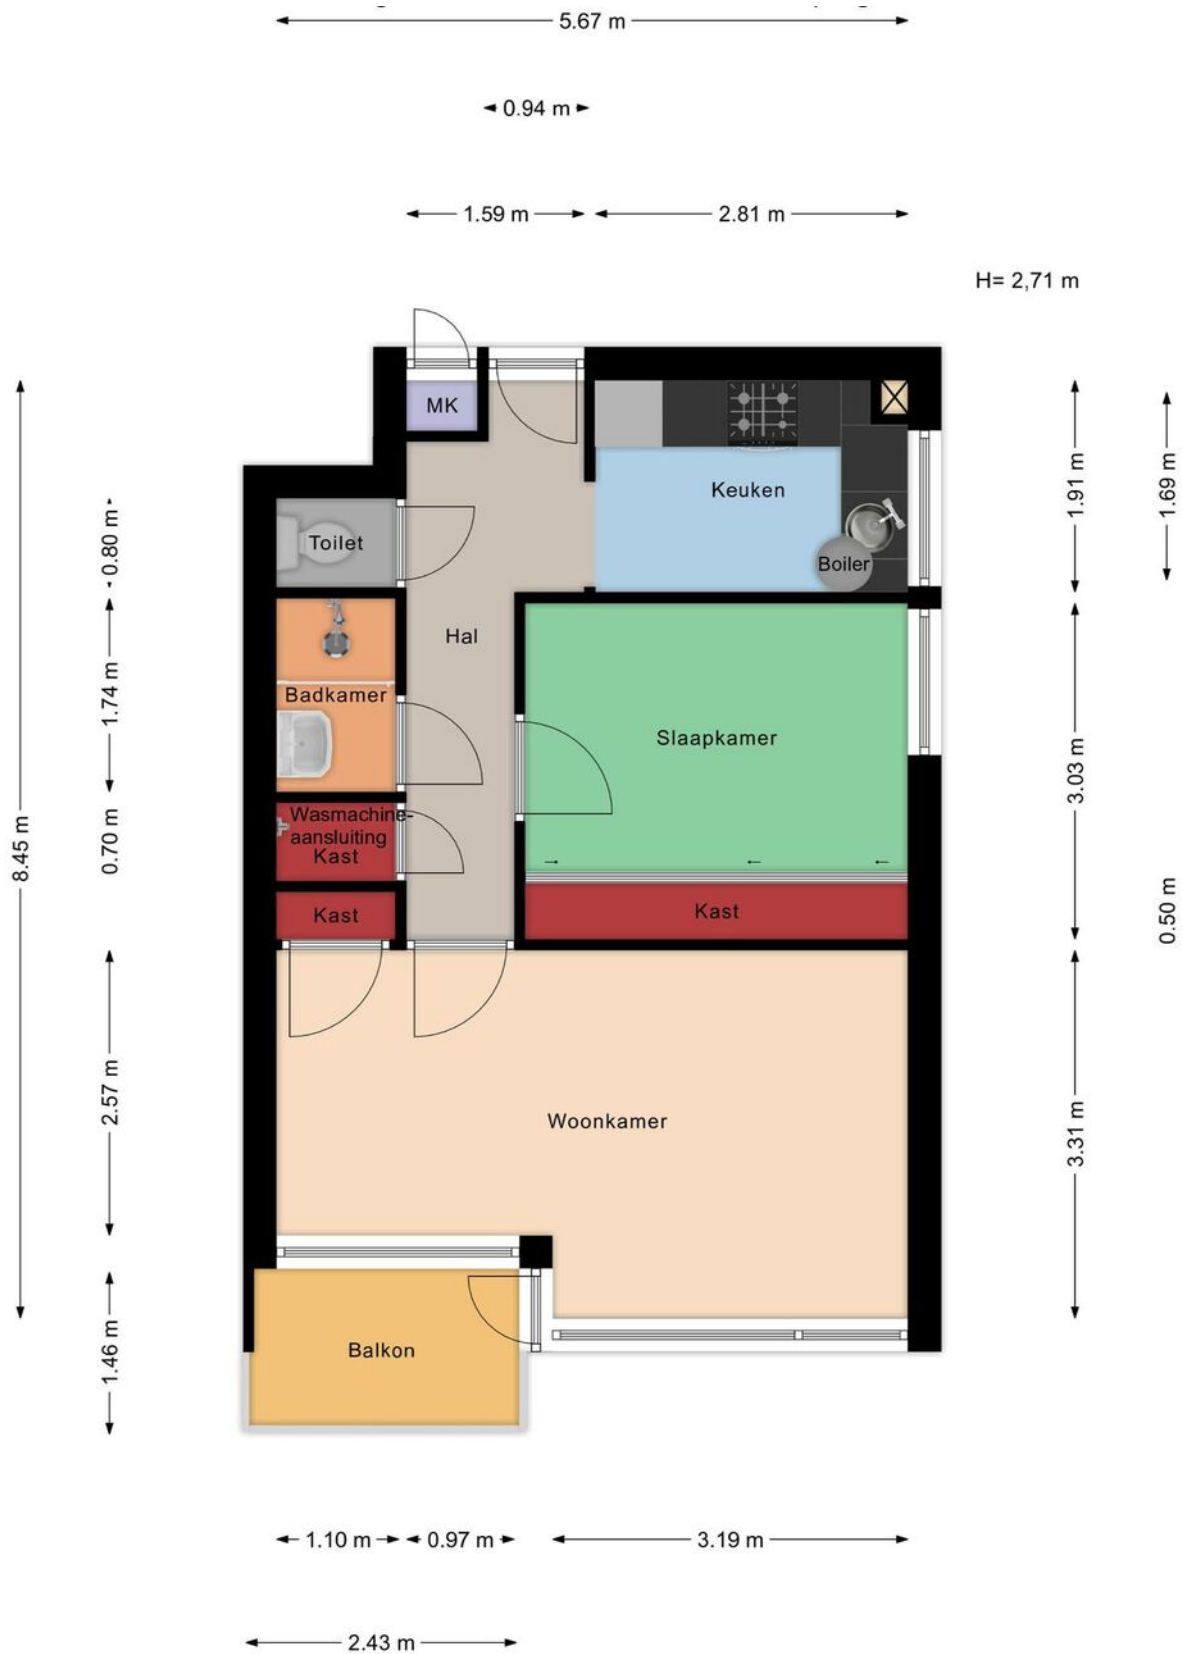 5.67 m
0.94 m
1.59 m
2.81 m
H= 2,71 m
MK
Keuken
1.91 m
1.69 m
0.80 m
Toilet
Boiler
Hal
1.74 m
Badkamer
Slaapkamer
3.03 m
8.45 m
0.70 m
Wasmachine-
aansluiting
Kast
Kast
Kast
0.50 m
2.57 m
Woonkamer
3.31 m
1.46 m
Balkon
1.10 m
0.97 m
3.19 m
2.43 m